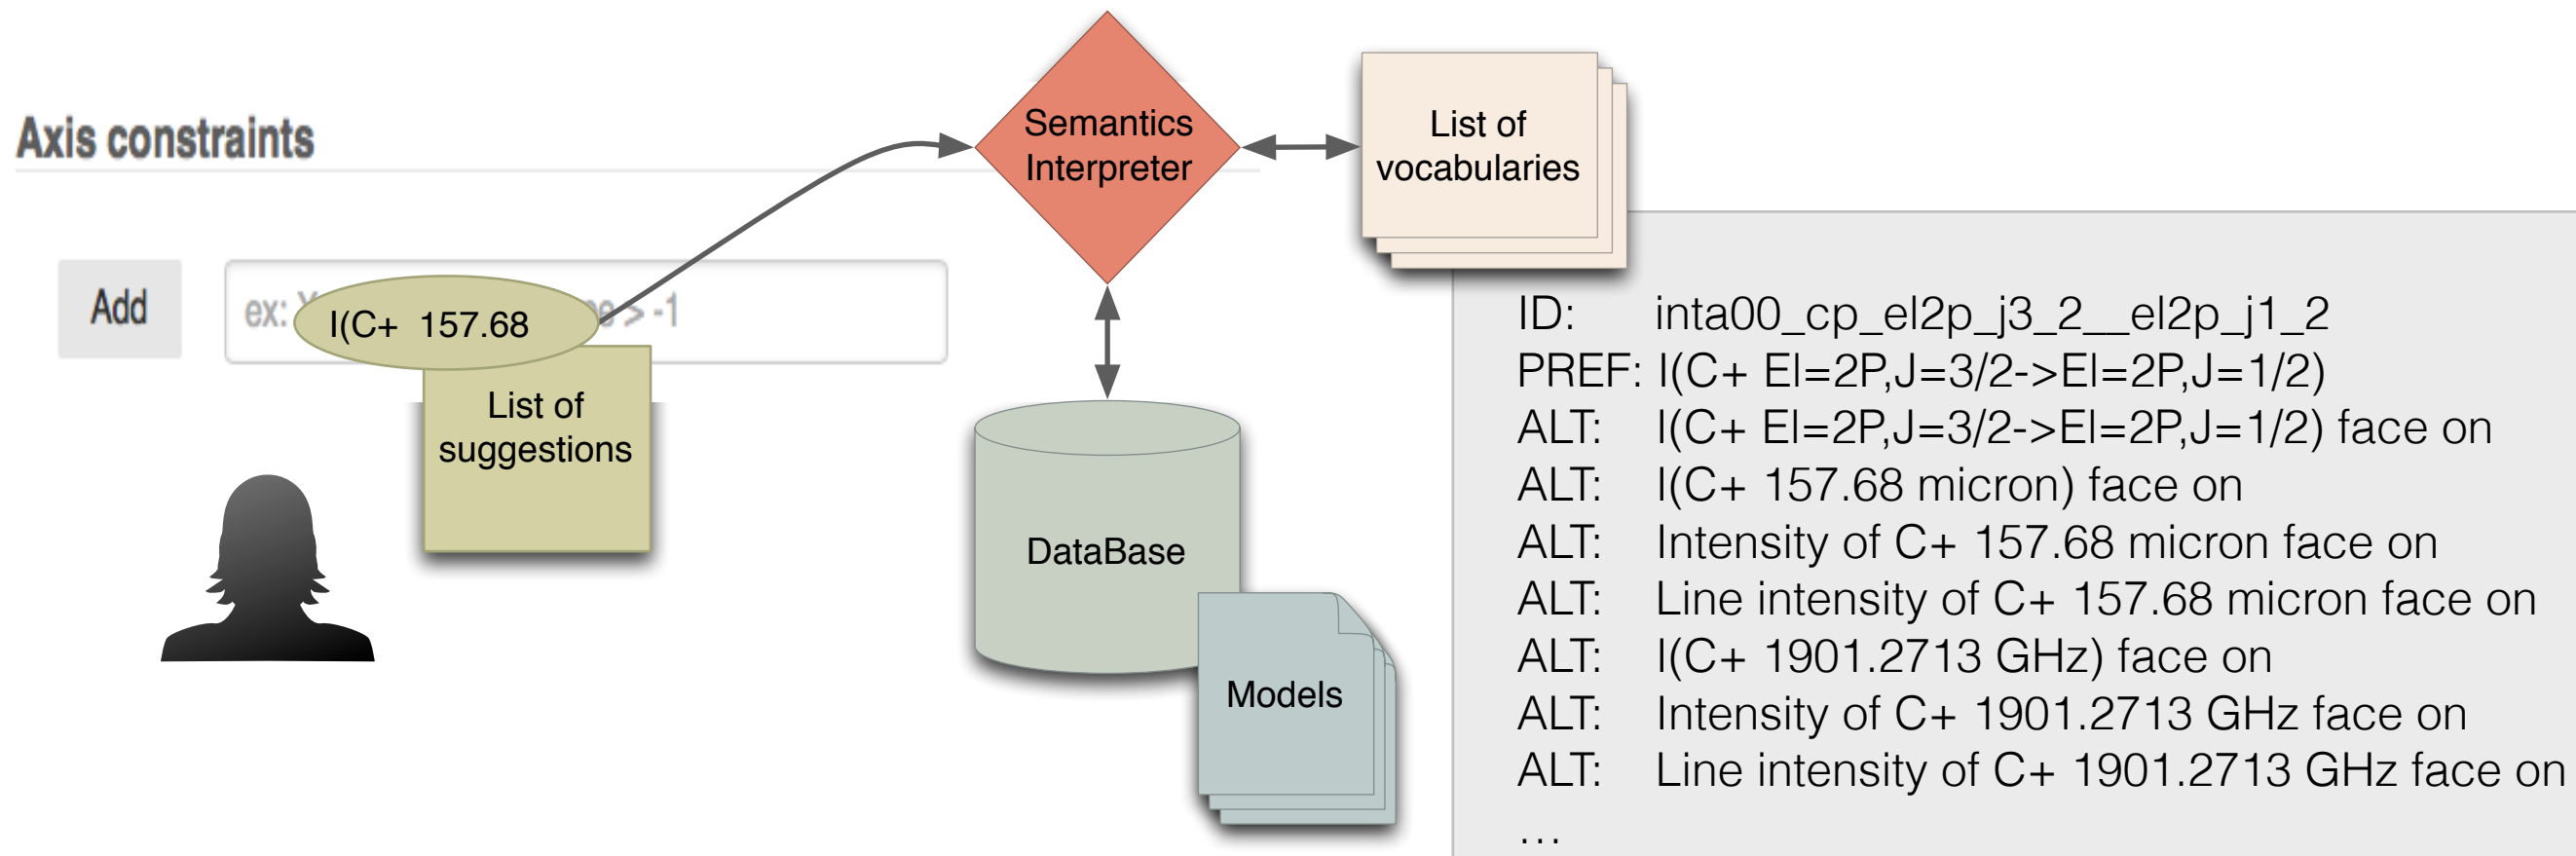 Axis constraints
Add
ex:
> -1
I(C+ 157.68
List of
suggestions
Semantics
Interpreter
List of
vocabularies
DataBase
Models
ID: inta00_cp_el2p_j3_2__el2p_j1_2
PREF: I(C+ El=2P,J=3/2->El=2P,J=1/2)
ALT: I(C+ El=2P,J=3/2->El=2P,J=1/2) face on
ALT: I(C+ 157.68 micron) face on
ALT: Intensity of C+ 157.68 micron face on
ALT: Line intensity of C+ 157.68 micron face on
ALT: I(C+ 1901.2713 GHz) face on
ALT: Intensity of C+ 1901.2713 GHz face on
ALT: Line intensity of C+ 1901.2713 GHz face on
…